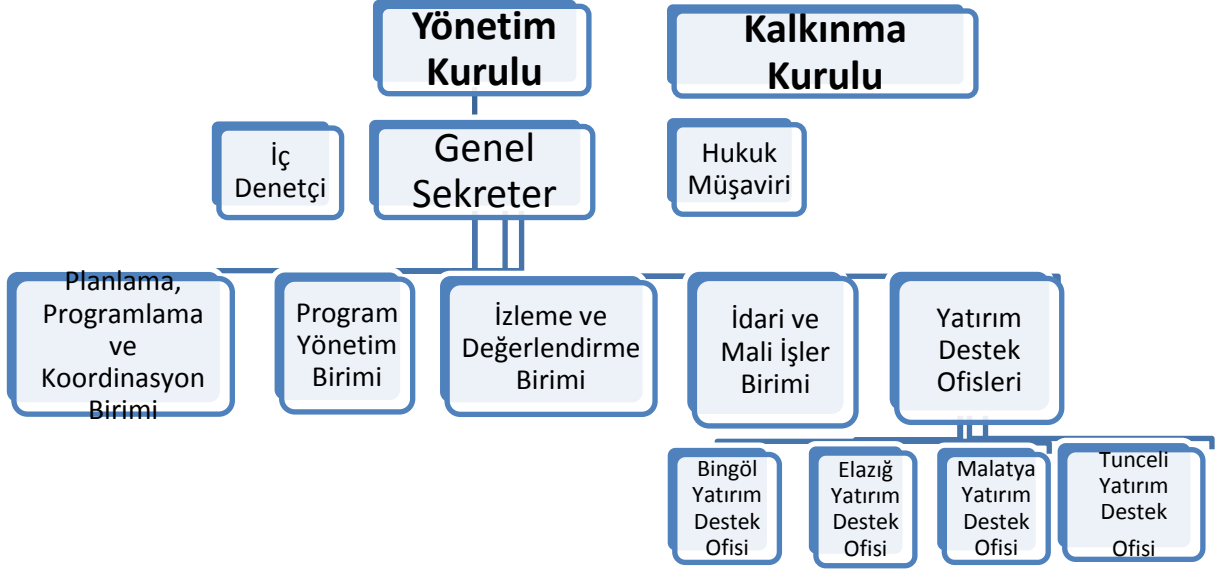 Yönetim
Kurulu
Kalkınma
Kurulu
İç
Denetçi
Genel
Sekreter
Hukuk
Müşaviri
Planlama,
Programlama
ve
Koordinasyon
Birimi
Program
Yönetim
Birimi
İzleme ve
Değerlendirme
Birimi
İdari ve
Mali İşler
Birimi
Yatırım
Destek
Ofisleri
Bingöl
Yatırım
Destek
Ofisi
Elazığ
Yatırım
Destek
Ofisi
Malatya
Yatırım
Destek
Ofisi
Tunceli
Yatırım
Destek
Ofisi